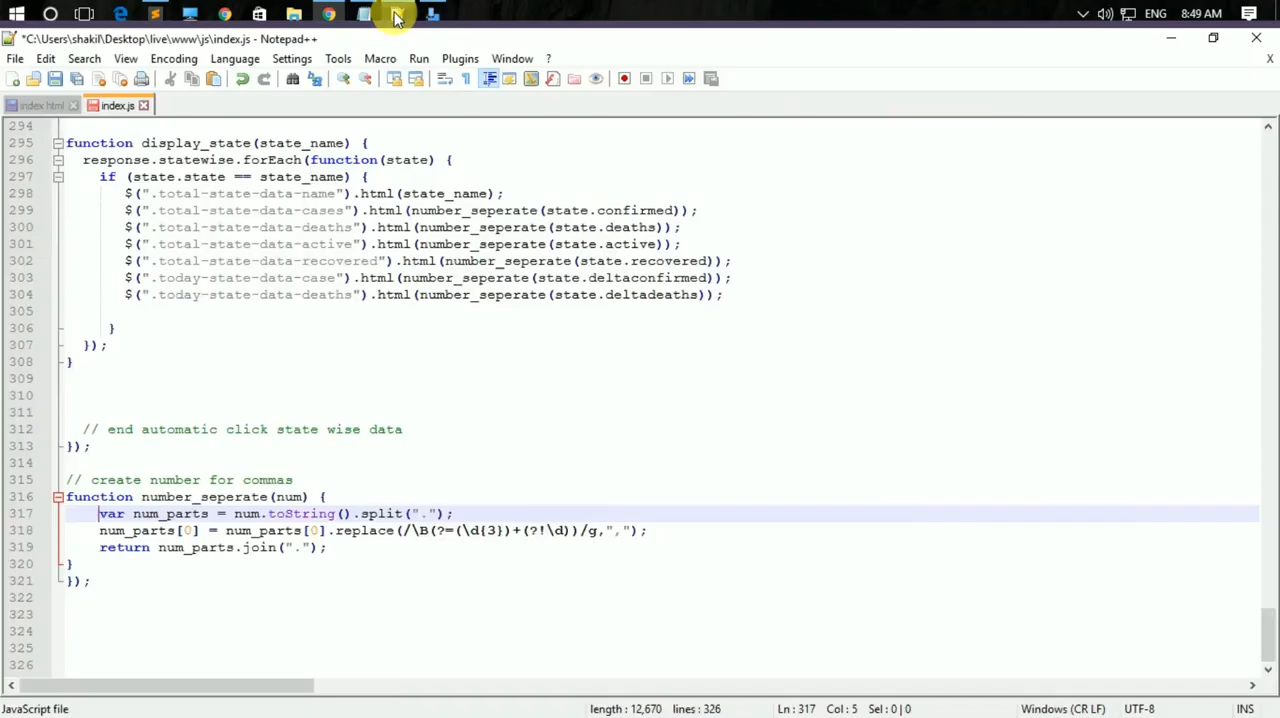 ENG 8:49 AM
*C:\Users\shakil\Desktop\live\www\js\index.js - Notepad++
File Edit Search View Encoding Language Settings Tools Macro Run Plugins Window ? X
index.html index.js
294
295 function display_state(state_name) {
296 response.statewise.forEach(function(state) {
297 if (state.state == state_name) {
298 $(".total-state-data-name").html(state_name);
299 $(".total-state-data-cases").html(number_seperate(state.confirmed));
300 $(".total-state-data-deaths").html(number_seperate(state.deaths));
301 $(".total-state-data-active").html(number_seperate(state.active));
302 $(".total-state-data-recovered").html(number_seperate(state.recovered));
303 $(".today-state-data-case").html(number_seperate(state.deltaconfirmed));
304 $(".today-state-data-deaths").html(number_seperate(state.deltadeaths));
305
306 }
307 });
308 }
309
310
311
312 // end automatic click state wise data
313 });
314
315 // create number for commas
316 function number_seperate(num) {
317 var num_parts = num.toString().split(".");
318 num_parts[0] = num_parts[0].replace(/\B(?=(\d{3})+(?!\d))/g,",");
319 return num_parts.join(".");
320 }
321 });
322
323
324
325
326
JavaScript file length : 12,670 lines : 326 Ln : 317 Col : 5 Sel : 0 | 0 Windows (CR LF) UTF-8 INS